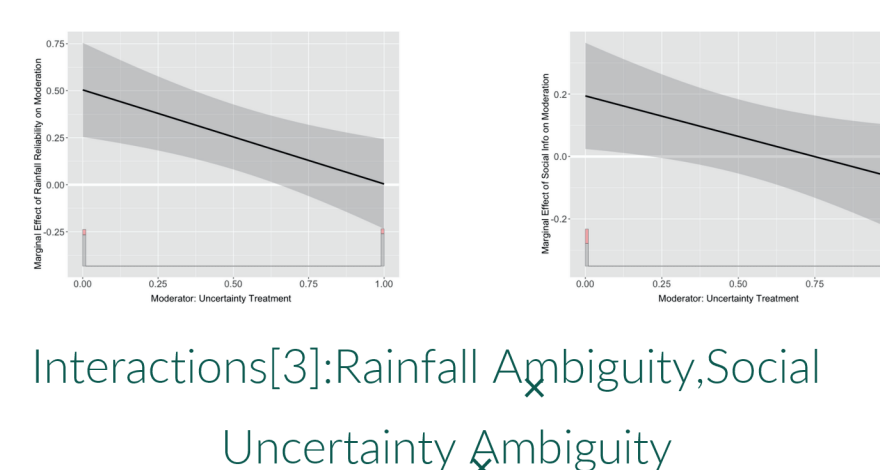 0.75
0.50
0.25
0.00
-0.25
Marginal Effect of Rainfall Reliability on Moderation
0.00 0.25 0.50 0.75 1.00
Moderator: Uncertainty Treatment
0.2
0.0
-0.2
Marginal Effect of Social Info on Moderation
0.00 0.25 0.50 0.75
Moderator: Uncertainty Treatment
Interactions[3]:Rainfall Ambiguity,Social
×
Uncertainty Ambiguity
×